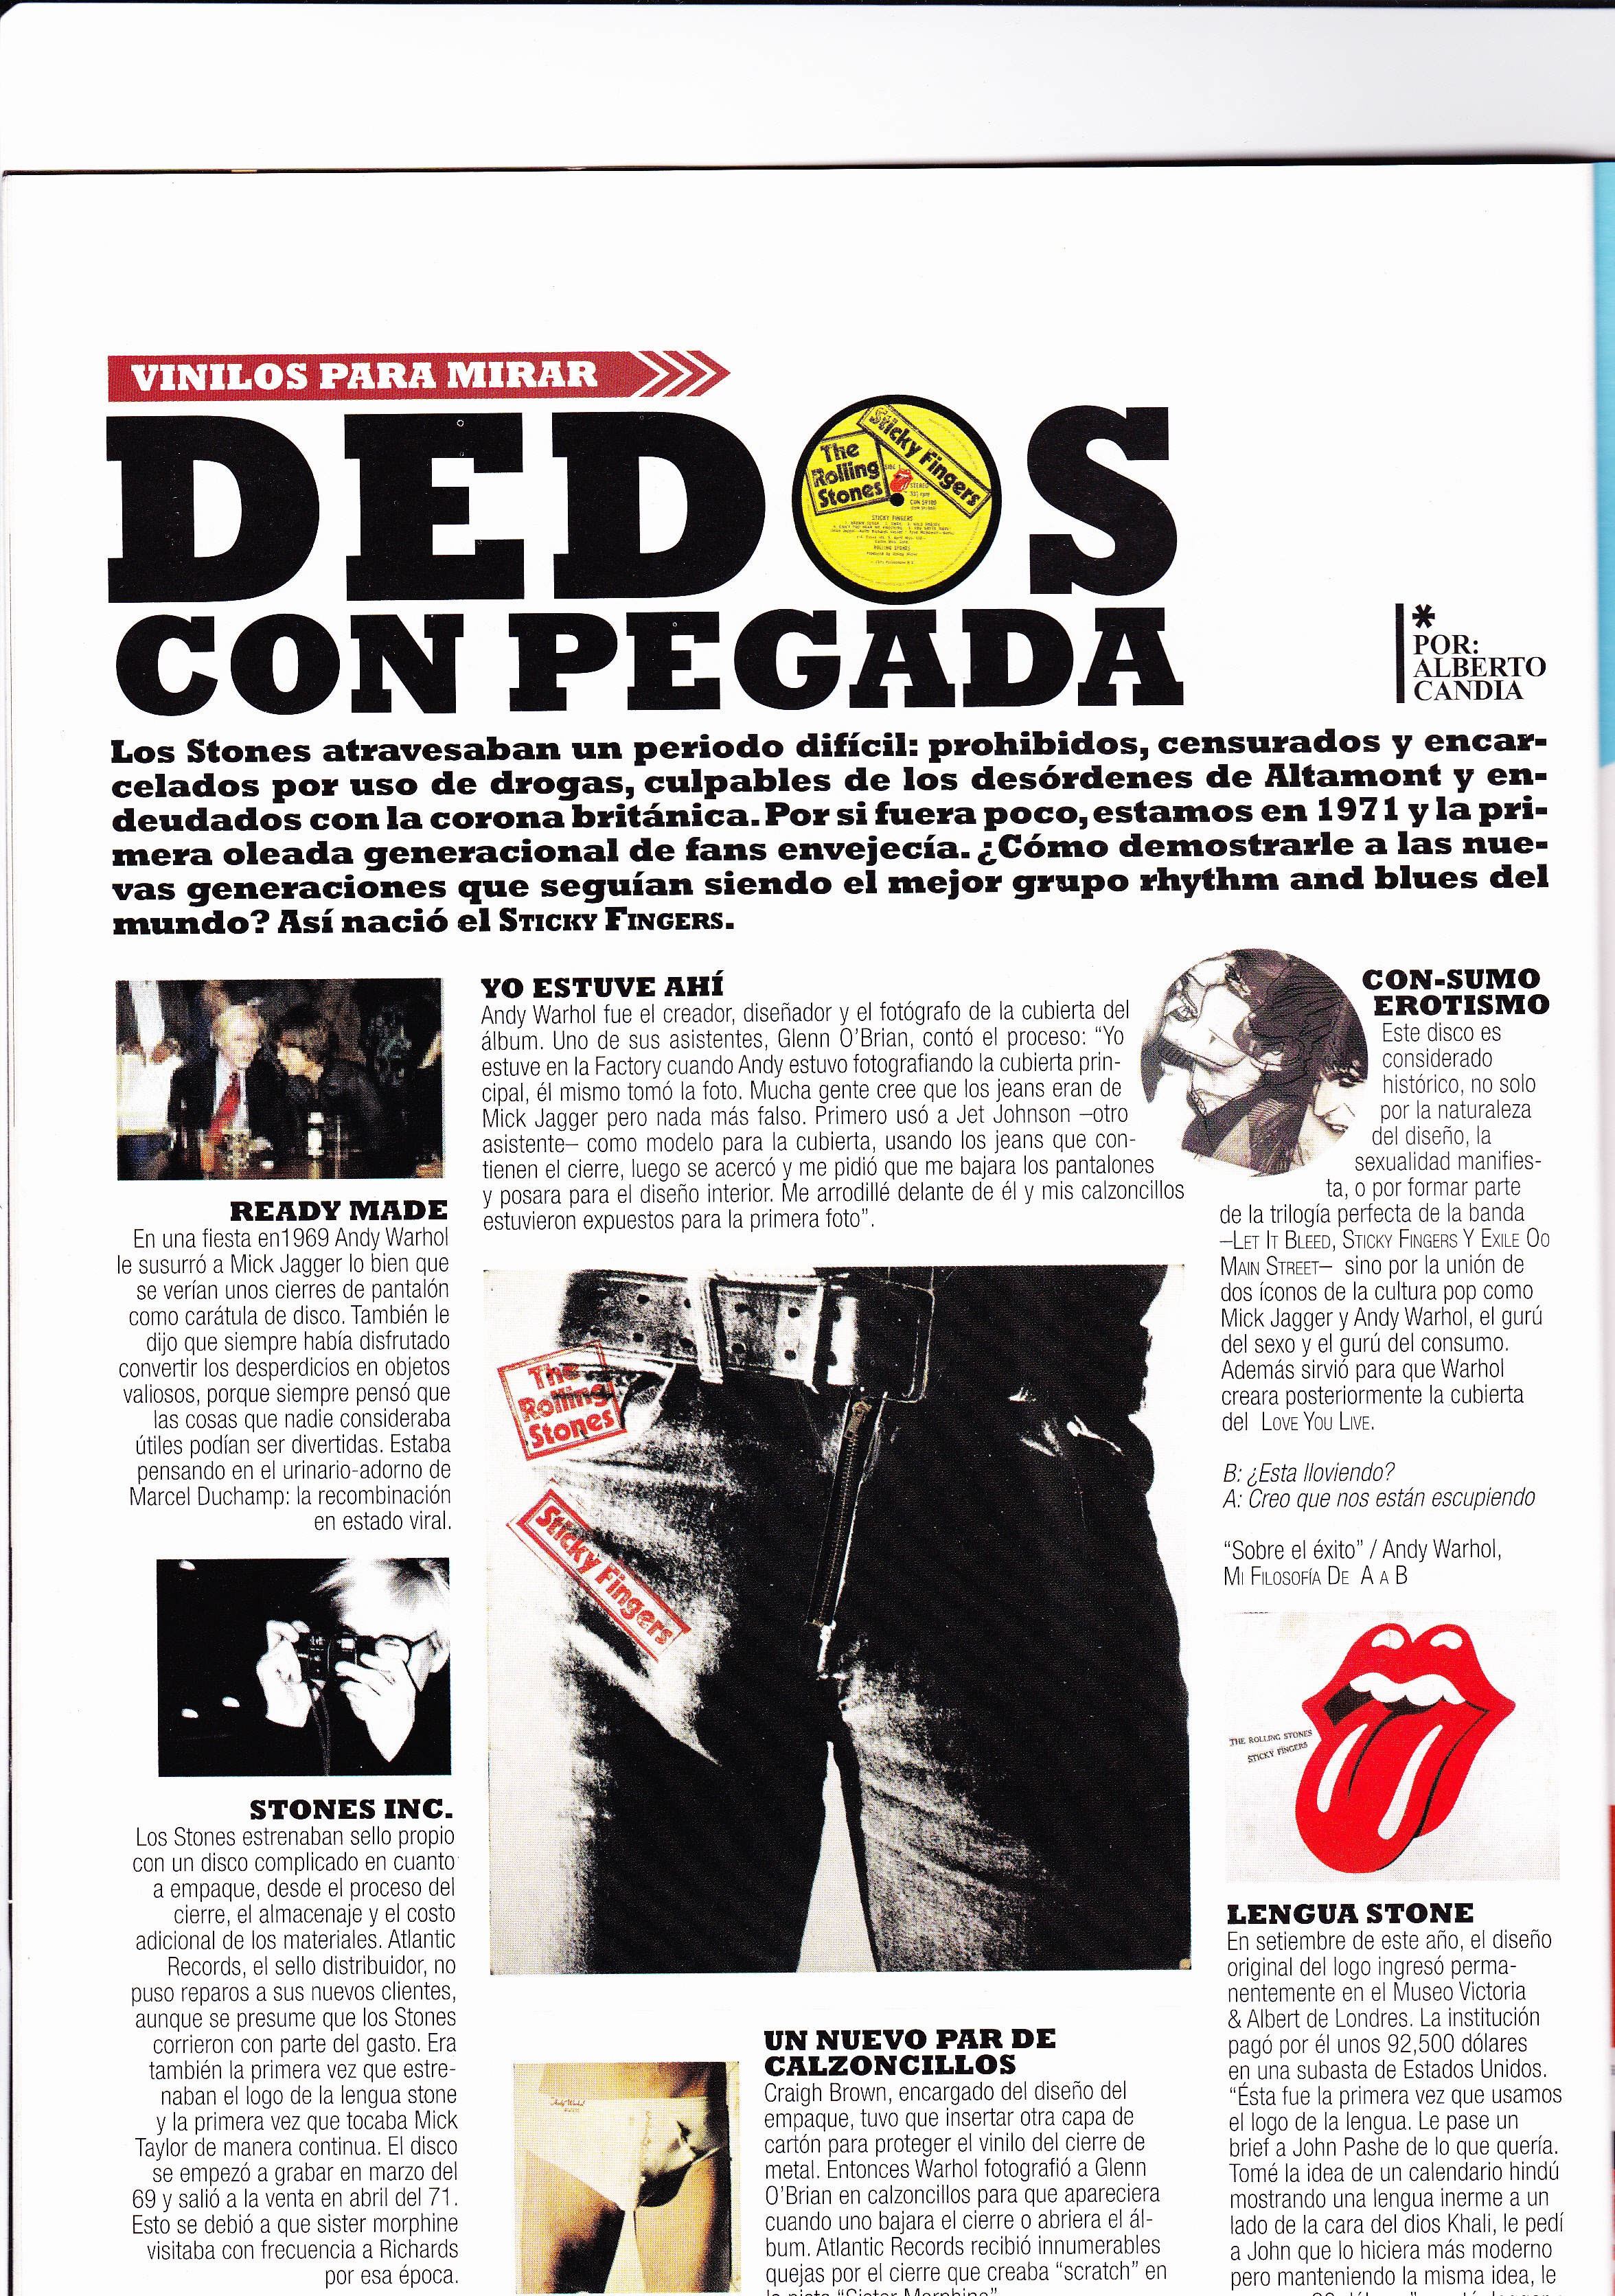 VINILOS PARA MIRAR
DEDOS
CON PEGADA
The
Rolling
Stones
Sticky Fingers
STICKY FINGERS
ROLLING STONES
*
POR:
ALBERTO
CANDIA
Los Stones atravesaban un periodo difícil: prohibidos, censurados y encar-
celados por uso de drogas, culpables de los desórdenes de Altamont y en-
deudados con la corona británica. Por si fuera poco, estamos en 1971 y la pri-
mera oleada generacional de fans envejecía. ¿Cómo demostrarle a las nue-
vas generaciones que seguían siendo el mejor grupo rhythm and blues del
mundo? Así nació el STICKY FINGERS.
READY MADE
En una fiesta en1969 Andy Warhol
le susurró a Mick Jagger lo bien que
se verían unos cierres de pantalón
como carátula de disco. También le
dijo que siempre había disfrutado
convertir los desperdicios en objetos
valiosos, porque siempre pensó que
las cosas que nadie consideraba
útiles podían ser divertidas. Estaba
pensando en el urinario-adorno de
Marcel Duchamp: la recombinación
en estado viral.
STONES INC.
Los Stones estrenaban sello propio
con un disco complicado en cuanto
a empaque, desde el proceso del
cierre, el almacenaje y el costo
adicional de los materiales. Atlantic
Records, el sello distribuidor, no
puso reparos a sus nuevos clientes,
aunque se presume que los Stones
corrieron con parte del gasto. Era
también la primera vez que estre-
naban el logo de la lengua stone
y la primera vez que tocaba Mick
Taylor de manera continua. El disco
se empezó a grabar en marzo del
69 y salió a la venta en abril del 71.
Esto se debió a que sister morphine
visitaba con frecuencia a Richards
por esa época.
YO ESTUVE AHÍ
Andy Warhol fue el creador, diseñador y el fotógrafo de la cubierta del
álbum. Uno de sus asistentes, Glenn O'Brian, contó el proceso: “Yo
estuve en la Factory cuando Andy estuvo fotografiando la cubierta prin-
cipal, él mismo tomó la foto. Mucha gente cree que los jeans eran de
Mick Jagger pero nada más falso. Primero usó a Jet Johnson –otro
asistente– como modelo para la cubierta, usando los jeans que con-
tienen el cierre, luego se acercó y me pidió que me bajara los pantalones
y posara para el diseño interior. Me arrodillé delante de él y mis calzoncillos
estuvieron expuestos para la primera foto”.
The
Rolling
Stones
Sticky Fingers
Andy Warhol
UN NUEVO PAR DE
CALZONCILLOS
Craigh Brown, encargado del diseño del
empaque, tuvo que insertar otra capa de
cartón para proteger el vinilo del cierre de
metal. Entonces Warhol fotografió a Glenn
O'Brian en calzoncillos para que apareciera
cuando uno bajara el cierre o abriera el ál-
bum. Atlantic Records recibió innumerables
quejas por el cierre que creaba “scratch” en
la pista “Sister Morphine”
CON-SUMO
EROTISMO
Este disco es
considerado
histórico, no solo
por la naturaleza
del diseño, la
sexualidad manifies-
ta, o por formar parte
de la trilogía perfecta de la banda
–LET IT BLEED, STICKY FINGERS Y EXILE OO
MAIN STREET– sino por la unión de
dos íconos de la cultura pop como
Mick Jagger y Andy Warhol, el gurú
del sexo y el gurú del consumo.
Además sirvió para que Warhol
creara posteriormente la cubierta
del LOVE YOU LIVE.
B: ¿Esta lloviendo?
A: Creo que nos están escupiendo
“Sobre el éxito” / Andy Warhol,
MI FILOSOFÍA DE A A B
THE ROLLING STONES
STICKY FINGERS
LENGUA STONE
En setiembre de este año, el diseño
original del logo ingresó perma-
nentemente en el Museo Victoria
& Albert de Londres. La institución
pagó por él unos 92,500 dólares
en una subasta de Estados Unidos.
“Ésta fue la primera vez que usamos
el logo de la lengua. Le pase un
brief a John Pashe de lo que quería.
Tomé la idea de un calendario hindú
mostrando una lengua inerme a un
lado de la cara del dios Khali, le pedí
a John que lo hiciera más moderno
pero manteniendo la misma idea, le